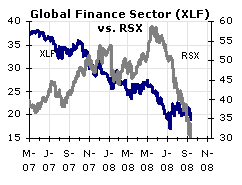 Global Finance Sector (XLF)
vs. RSX
40 60
35 55
XLF RSX
50
30
45
25
40
20 35
15 30
M- J- S- N- J- M- M- J- S- N-
07 07 07 07 08 08 08 08 08 08